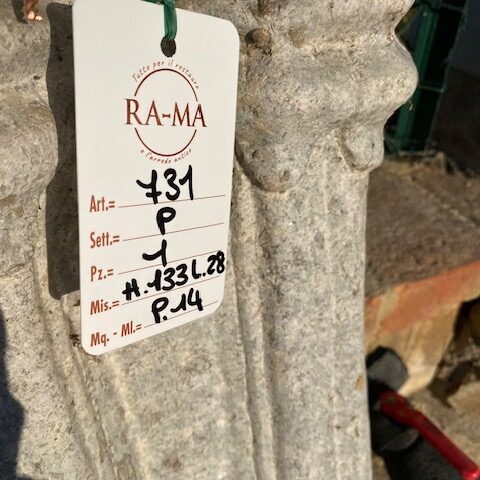 Tutto per il restauro
RA-MA
e l'arredo antico
Art.= 731
Sett.= P
Pz.= 1
Mis.= H.133 L.28
Mq. - Ml.= P.14